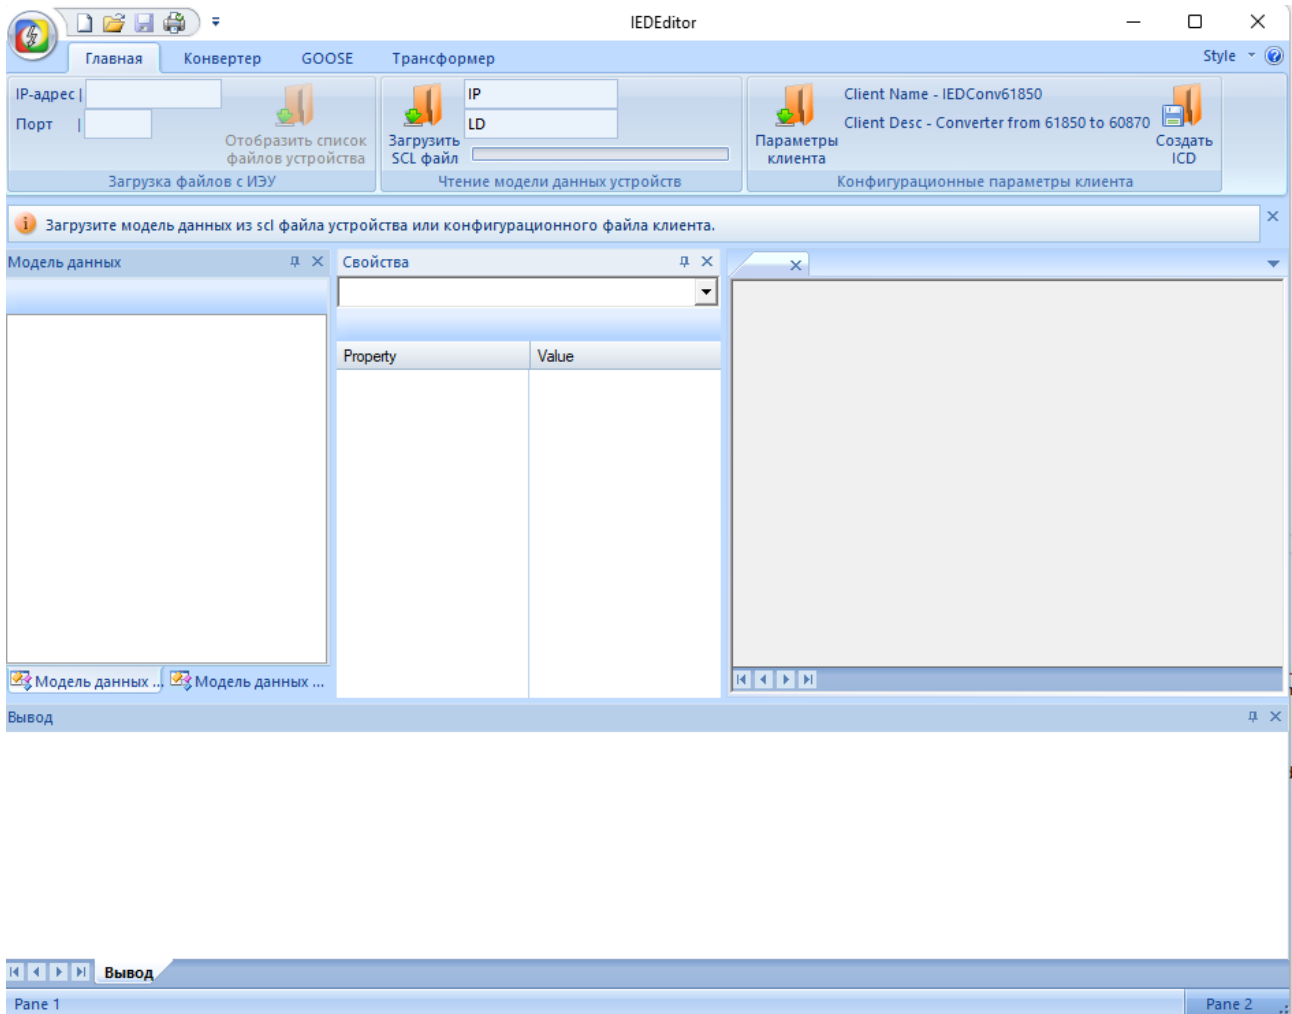 IEDEditor
Главная Конвертер GOOSE Трансформер Style
IP-адрес
Порт
Отобразить список
файлов устройства
Загрузка файлов с ИЭУ
Загрузить
SCL файл
IP
LD
Чтение модели данных устройств
Параметры
клиента
Client Name - IEDConv61850
Client Desc - Converter from 61850 to 60870
Создать
ICD
Конфигурационные параметры клиента
Загрузите модель данных из scl файла устройства или конфигурационного файла клиента.
Модель данных
Свойства
Property Value
Модель данных ... Модель данных ...
Вывод
Вывод
Pane 1 Pane 2